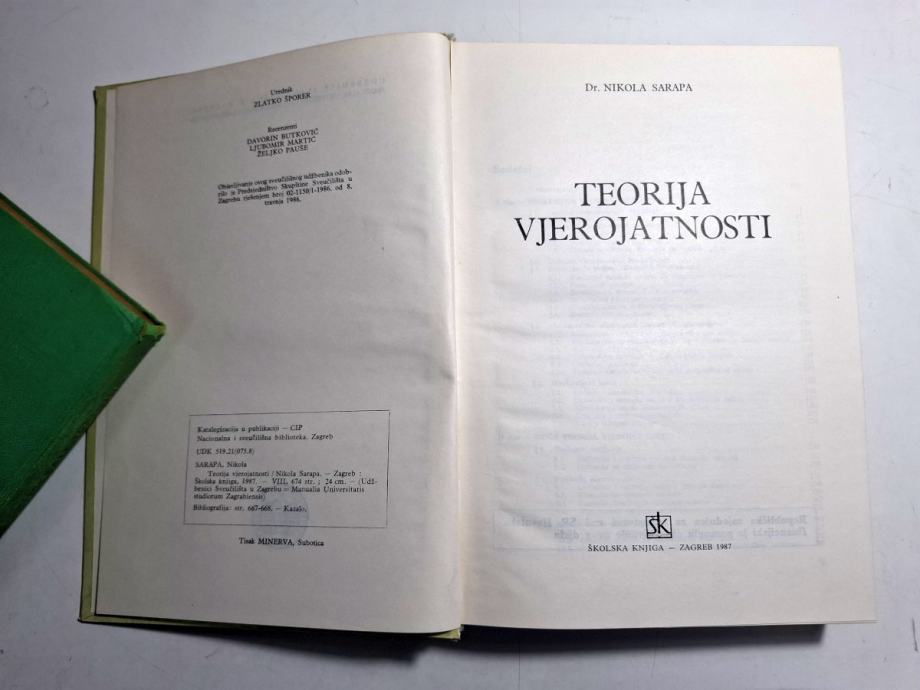 Urednik
ZLATKO ŠPORER
Recenzenti
DAVORIN BUTKOVIĆ
LJUBOMIR MARTIĆ
ŽELJKO PAUŠE
Objavljivanje ovog sveučilišnog udžbenika odob-
rilo je Predsjedništvo Skupštine Sveučilišta u
Zagrebu rješenjem broj 02-1150/1-1986. od 8.
travnja 1986.
Katalogizacija u publikaciji — CIP
Nacionalna i sveučilišna biblioteka, Zagreb
UDK 519.21(075.8)
SARAPA, Nikola
Teorija vjerojatnosti / Nikola Sarapa. — Zagreb :
Školska knjiga, 1987. — VIII, 674 str. ; 24 cm. — (Udž-
benici Sveučilišta u Zagrebu = Manualia Universitatis
studiorum Zagrabiensis)
Bibliografija: str. 667-668. — Kazalo.
Tisak MINERVA, Subotica
Dr. NIKOLA SARAPA
TEORIJA
VJEROJATNOSTI
šk
ŠKOLSKA KNJIGA — ZAGREB 1987